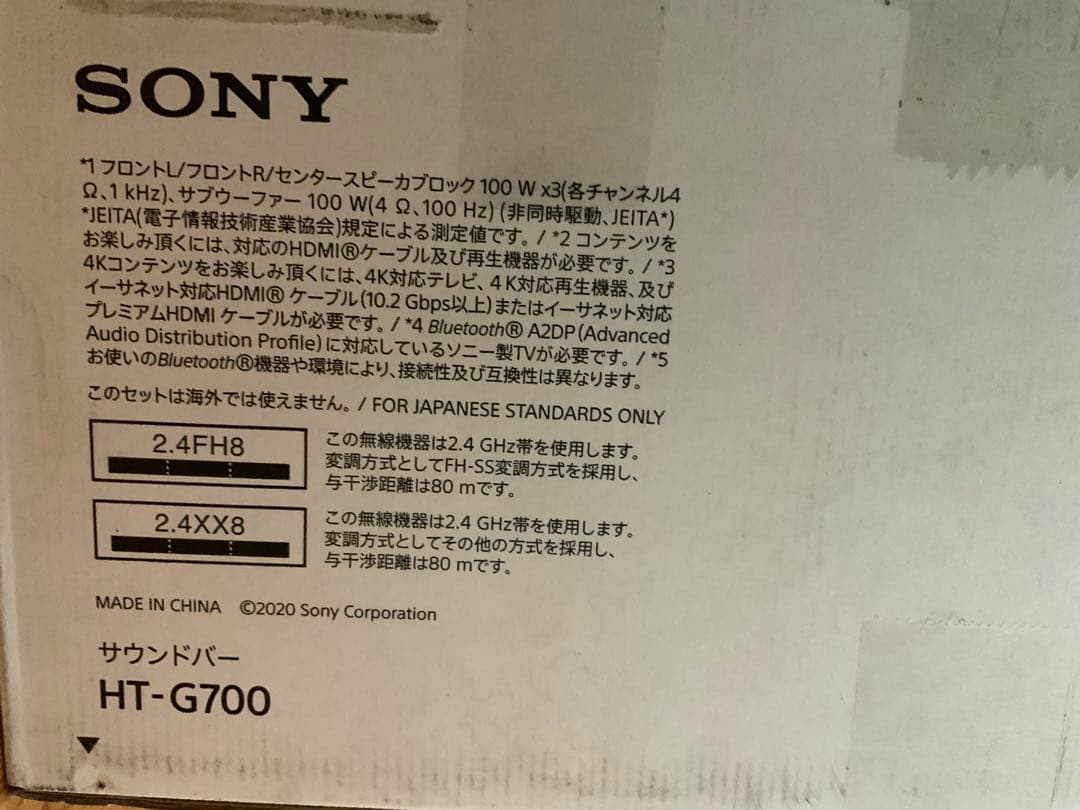 SONY
*1 フロントL/フロントR/センタースピーカブロック 100 W x3(各チャンネル4
Ω、1 kHz)、サブウーファー 100 W(4 Ω、100 Hz) (非同時駆動、JEITA*)
*JEITA(電子情報技術産業協会)規定による測定値です。/ *2 コンテンツを
お楽しみ頂くには、対応のHDMI®ケーブル及び再生機器が必要です。/ *3
4Kコンテンツをお楽しみ頂くには、4K対応テレビ、4K対応再生機器、及び
イーサネット対応HDMI® ケーブル(10.2 Gbps以上)またはイーサネット対応
プレミアムHDMI ケーブルが必要です。/ *4 Bluetooth® A2DP(Advanced
Audio Distribution Profile)に対応しているソニー製TVが必要です。/ *5
お使いのBluetooth®機器や環境により、接続性及び互換性は異なります。
このセットは海外では使えません。/ FOR JAPANESE STANDARDS ONLY
2.4FH8
この無線機器は2.4 GHz帯を使用します。
変調方式としてFH-SS変調方式を採用し、
与干渉距離は80 mです。
2.4XX8
この無線機器は2.4 GHz帯を使用します。
変調方式としてその他の方式を採用し、
与干渉距離は80 mです。
MADE IN CHINA ©2020 Sony Corporation
サウンドバー
HT-G700